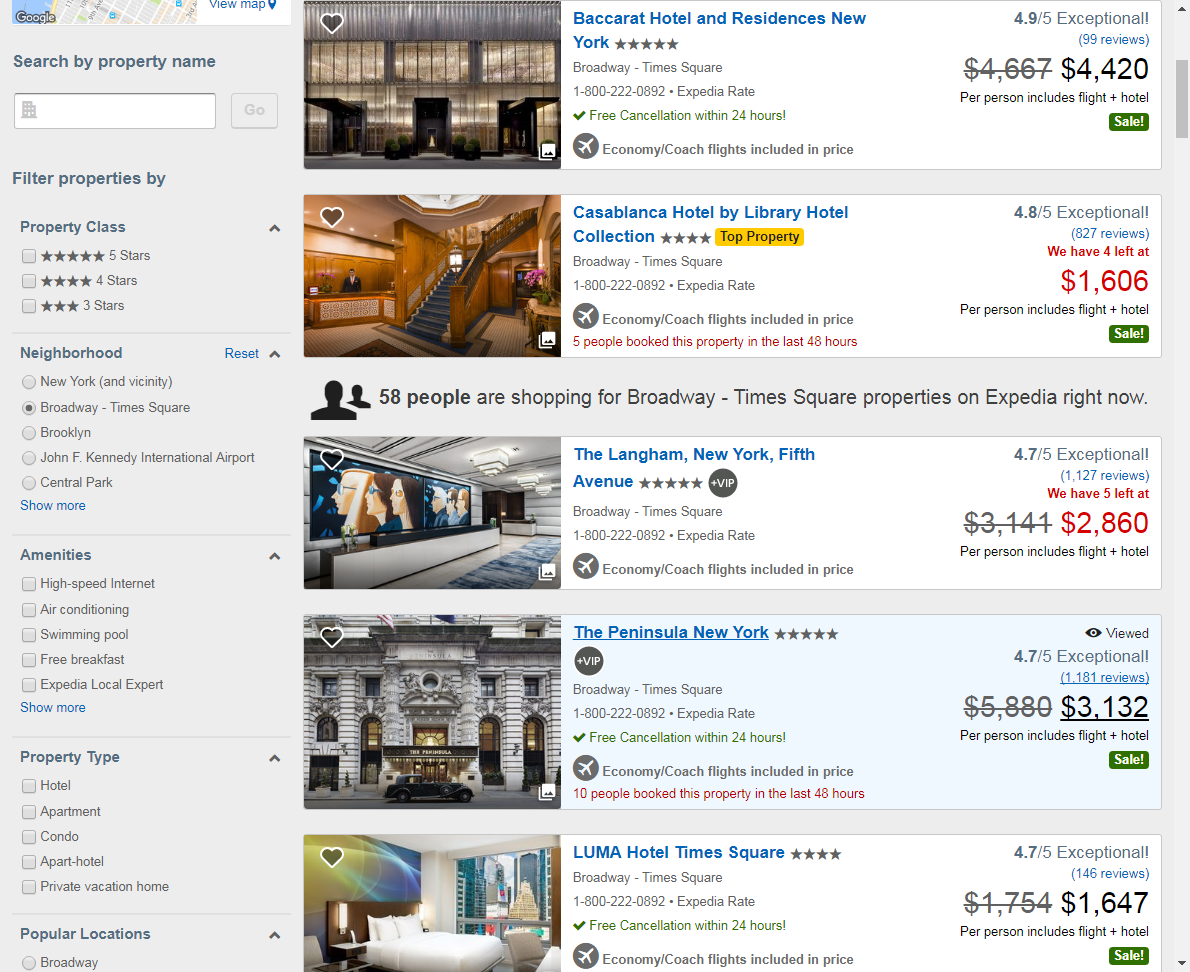 Google
View map
Search by property name
Go
Filter properties by
Property Class
★★★★★ 5 Stars
★★★★ 4 Stars
★★★ 3 Stars
Neighborhood
Reset
New York (and vicinity)
Broadway - Times Square
Brooklyn
John F. Kennedy International Airport
Central Park
Show more
Amenities
High-speed Internet
Air conditioning
Swimming pool
Free breakfast
Expedia Local Expert
Show more
Property Type
Hotel
Apartment
Condo
Apart-hotel
Private vacation home
Popular Locations
Broadway
Baccarat Hotel and Residences New
York ★★★★★
Broadway - Times Square
1-800-222-0892 • Expedia Rate
Free Cancellation within 24 hours!
Economy/Coach flights included in price
4.9/5 Exceptional!
(99 reviews)
$4,667 $4,420
Per person includes flight + hotel
Sale!
Casablanca Hotel by Library Hotel
Collection ★★★★ Top Property
Broadway - Times Square
1-800-222-0892 • Expedia Rate
Economy/Coach flights included in price
5 people booked this property in the last 48 hours
4.8/5 Exceptional!
(827 reviews)
We have 4 left at
$1,606
Per person includes flight + hotel
Sale!
58 people are shopping for Broadway - Times Square properties on Expedia right now.
The Langham, New York, Fifth
Avenue ★★★★★ +VIP
Broadway - Times Square
1-800-222-0892 • Expedia Rate
Economy/Coach flights included in price
4.7/5 Exceptional!
(1,127 reviews)
We have 5 left at
$3,141 $2,860
Per person includes flight + hotel
THE PENINSULA
The Peninsula New York ★★★★★
+VIP
Broadway - Times Square
1-800-222-0892 • Expedia Rate
Free Cancellation within 24 hours!
Economy/Coach flights included in price
10 people booked this property in the last 48 hours
Viewed
4.7/5 Exceptional!
(1,181 reviews)
$5,880 $3,132
Per person includes flight + hotel
Sale!
LUMA Hotel Times Square ★★★★
Broadway - Times Square
1-800-222-0892 • Expedia Rate
Free Cancellation within 24 hours!
Economy/Coach flights included in price
4.7/5 Exceptional!
(146 reviews)
$1,754 $1,647
Per person includes flight + hotel
Sale!